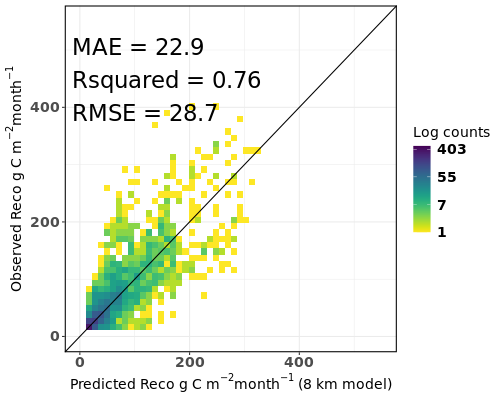 MAE = 22.9
Rsquared = 0.76
RMSE = 28.7
Observed Reco g C m⁻²month⁻¹
400
200
0
0 200 400
Predicted Reco g C m⁻²month⁻¹ (8 km model)
Log counts
403
55
7
1